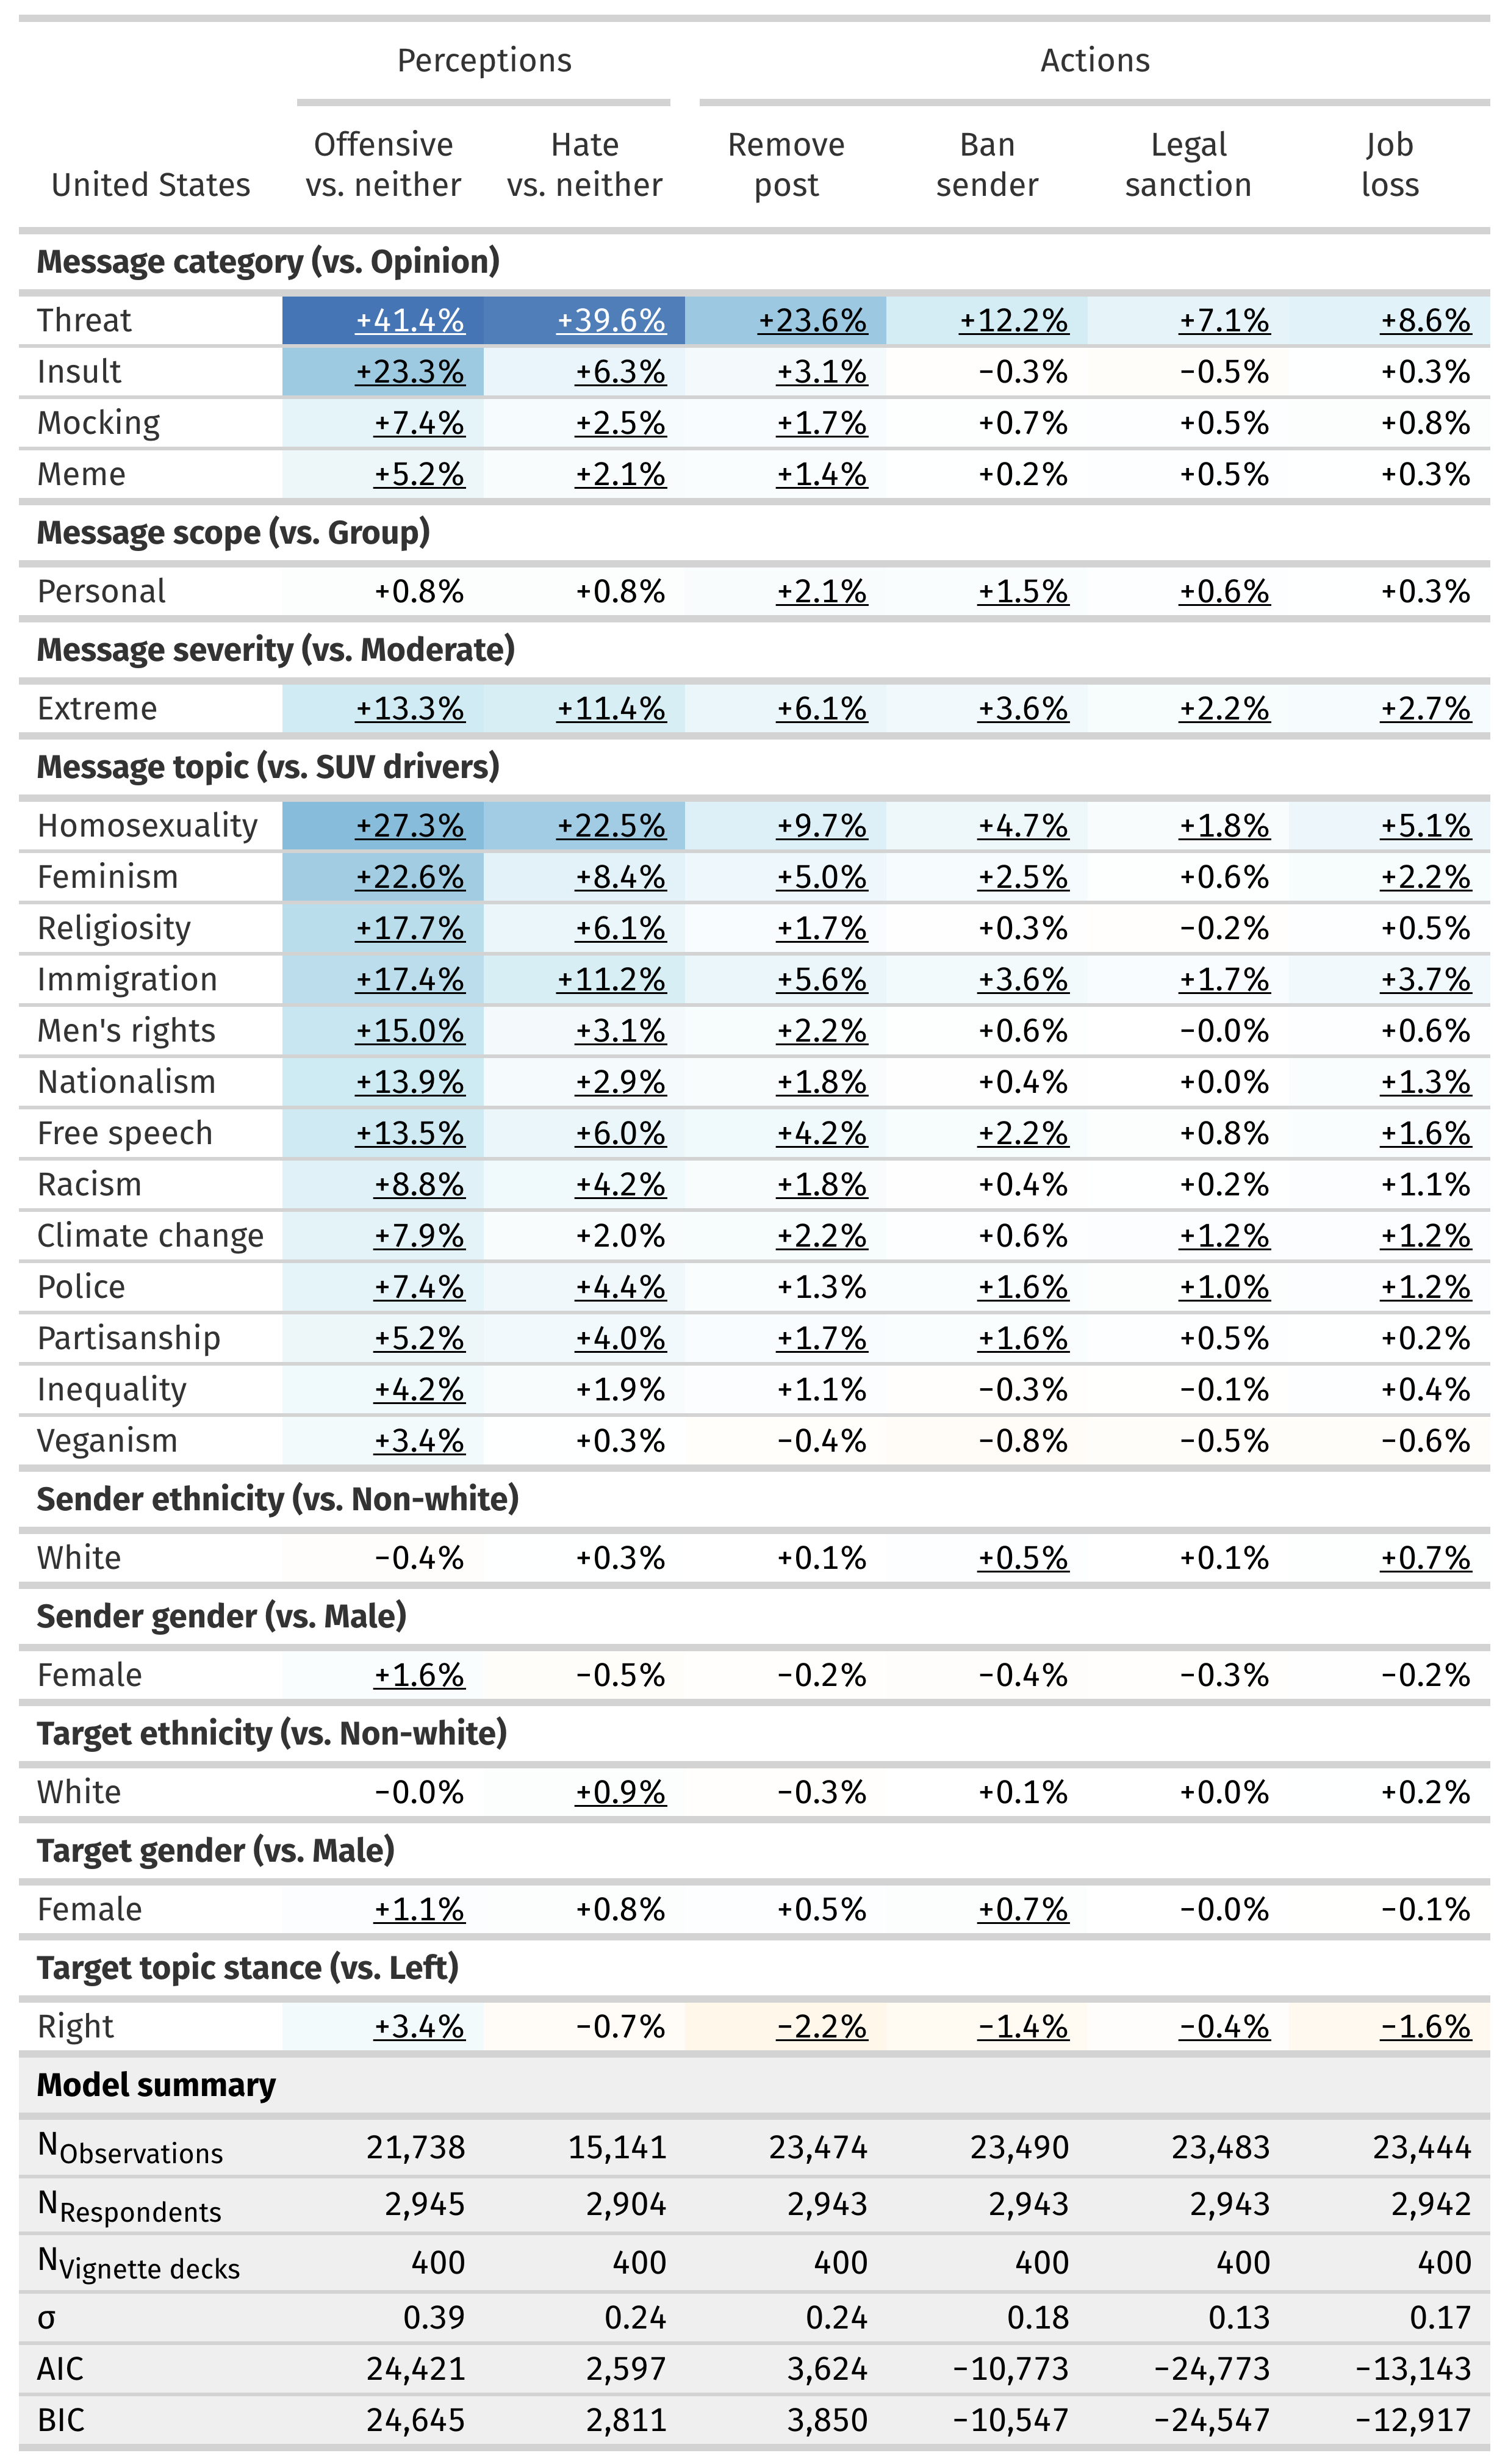 Perceptions Actions
Offensive Hate Remove Ban Legal Job
United States vs. neither vs. neither post sender sanction loss
Message category (vs. Opinion)
Threat +41.4% +39.6% +23.6% +12.2% +7.1% +8.6%
Insult +23.3% +6.3% +3.1% −0.3% −0.5% +0.3%
Mocking +7.4% +2.5% +1.7% +0.7% +0.5% +0.8%
Meme +5.2% +2.1% +1.4% +0.2% +0.5% +0.3%
Message scope (vs. Group)
Personal +0.8% +0.8% +2.1% +1.5% +0.6% +0.3%
Message severity (vs. Moderate)
Extreme +13.3% +11.4% +6.1% +3.6% +2.2% +2.7%
Message topic (vs. SUV drivers)
Homosexuality +27.3% +22.5% +9.7% +4.7% +1.8% +5.1%
Feminism +22.6% +8.4% +5.0% +2.5% +0.6% +2.2%
Religiosity +17.7% +6.1% +1.7% +0.3% −0.2% +0.5%
Immigration +17.4% +11.2% +5.6% +3.6% +1.7% +3.7%
Men's rights +15.0% +3.1% +2.2% +0.6% −0.0% +0.6%
Nationalism +13.9% +2.9% +1.8% +0.4% +0.0% +1.3%
Free speech +13.5% +6.0% +4.2% +2.2% +0.8% +1.6%
Racism +8.8% +4.2% +1.8% +0.4% +0.2% +1.1%
Climate change +7.9% +2.0% +2.2% +0.6% +1.2% +1.2%
Police +7.4% +4.4% +1.3% +1.6% +1.0% +1.2%
Partisanship +5.2% +4.0% +1.7% +1.6% +0.5% +0.2%
Inequality +4.2% +1.9% +1.1% −0.3% −0.1% +0.4%
Veganism +3.4% +0.3% −0.4% −0.8% −0.5% −0.6%
Sender ethnicity (vs. Non-white)
White −0.4% +0.3% +0.1% +0.5% +0.1% +0.7%
Sender gender (vs. Male)
Female +1.6% −0.5% −0.2% −0.4% −0.3% −0.2%
Target ethnicity (vs. Non-white)
White −0.0% +0.9% −0.3% +0.1% +0.0% +0.2%
Target gender (vs. Male)
Female +1.1% +0.8% +0.5% +0.7% −0.0% −0.1%
Target topic stance (vs. Left)
Right +3.4% −0.7% −2.2% −1.4% −0.4% −1.6%
Model summary
N Observations 21,738 15,141 23,474 23,490 23,483 23,444
N Respondents 2,945 2,904 2,943 2,943 2,943 2,942
N Vignette decks 400 400 400 400 400 400
σ 0.39 0.24 0.24 0.18 0.13 0.17
AIC 24,421 2,597 3,624 −10,773 −24,773 −13,143
BIC 24,645 2,811 3,850 −10,547 −24,547 −12,917